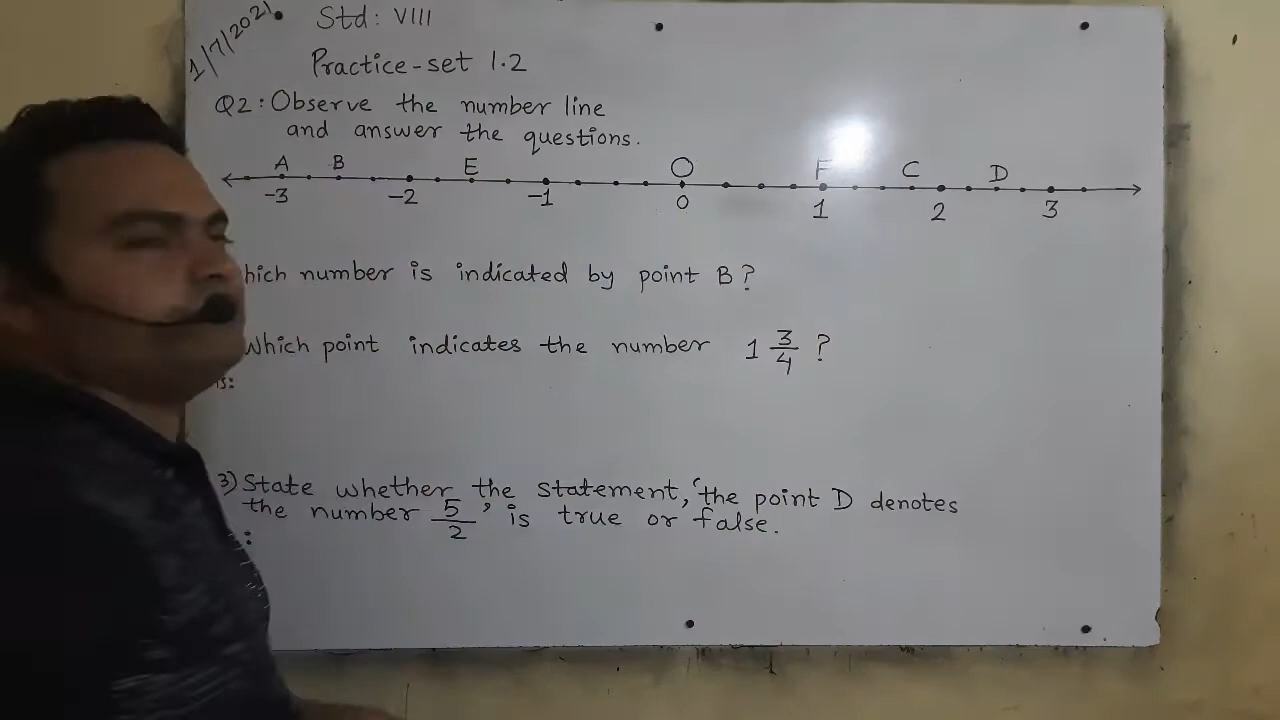 1/7/2021
Std: VIII
Practice-set 1.2
Q2: Observe the number line
and answer the questions.
A B E O F C D
-3 -2 -1 0 1 2 3
hich number is indicated by point B?
Which point indicates the number 1 3/4 ?
s:
3) State whether the statement, ‘the point D denotes
the number 5/2’ is true or false.
: